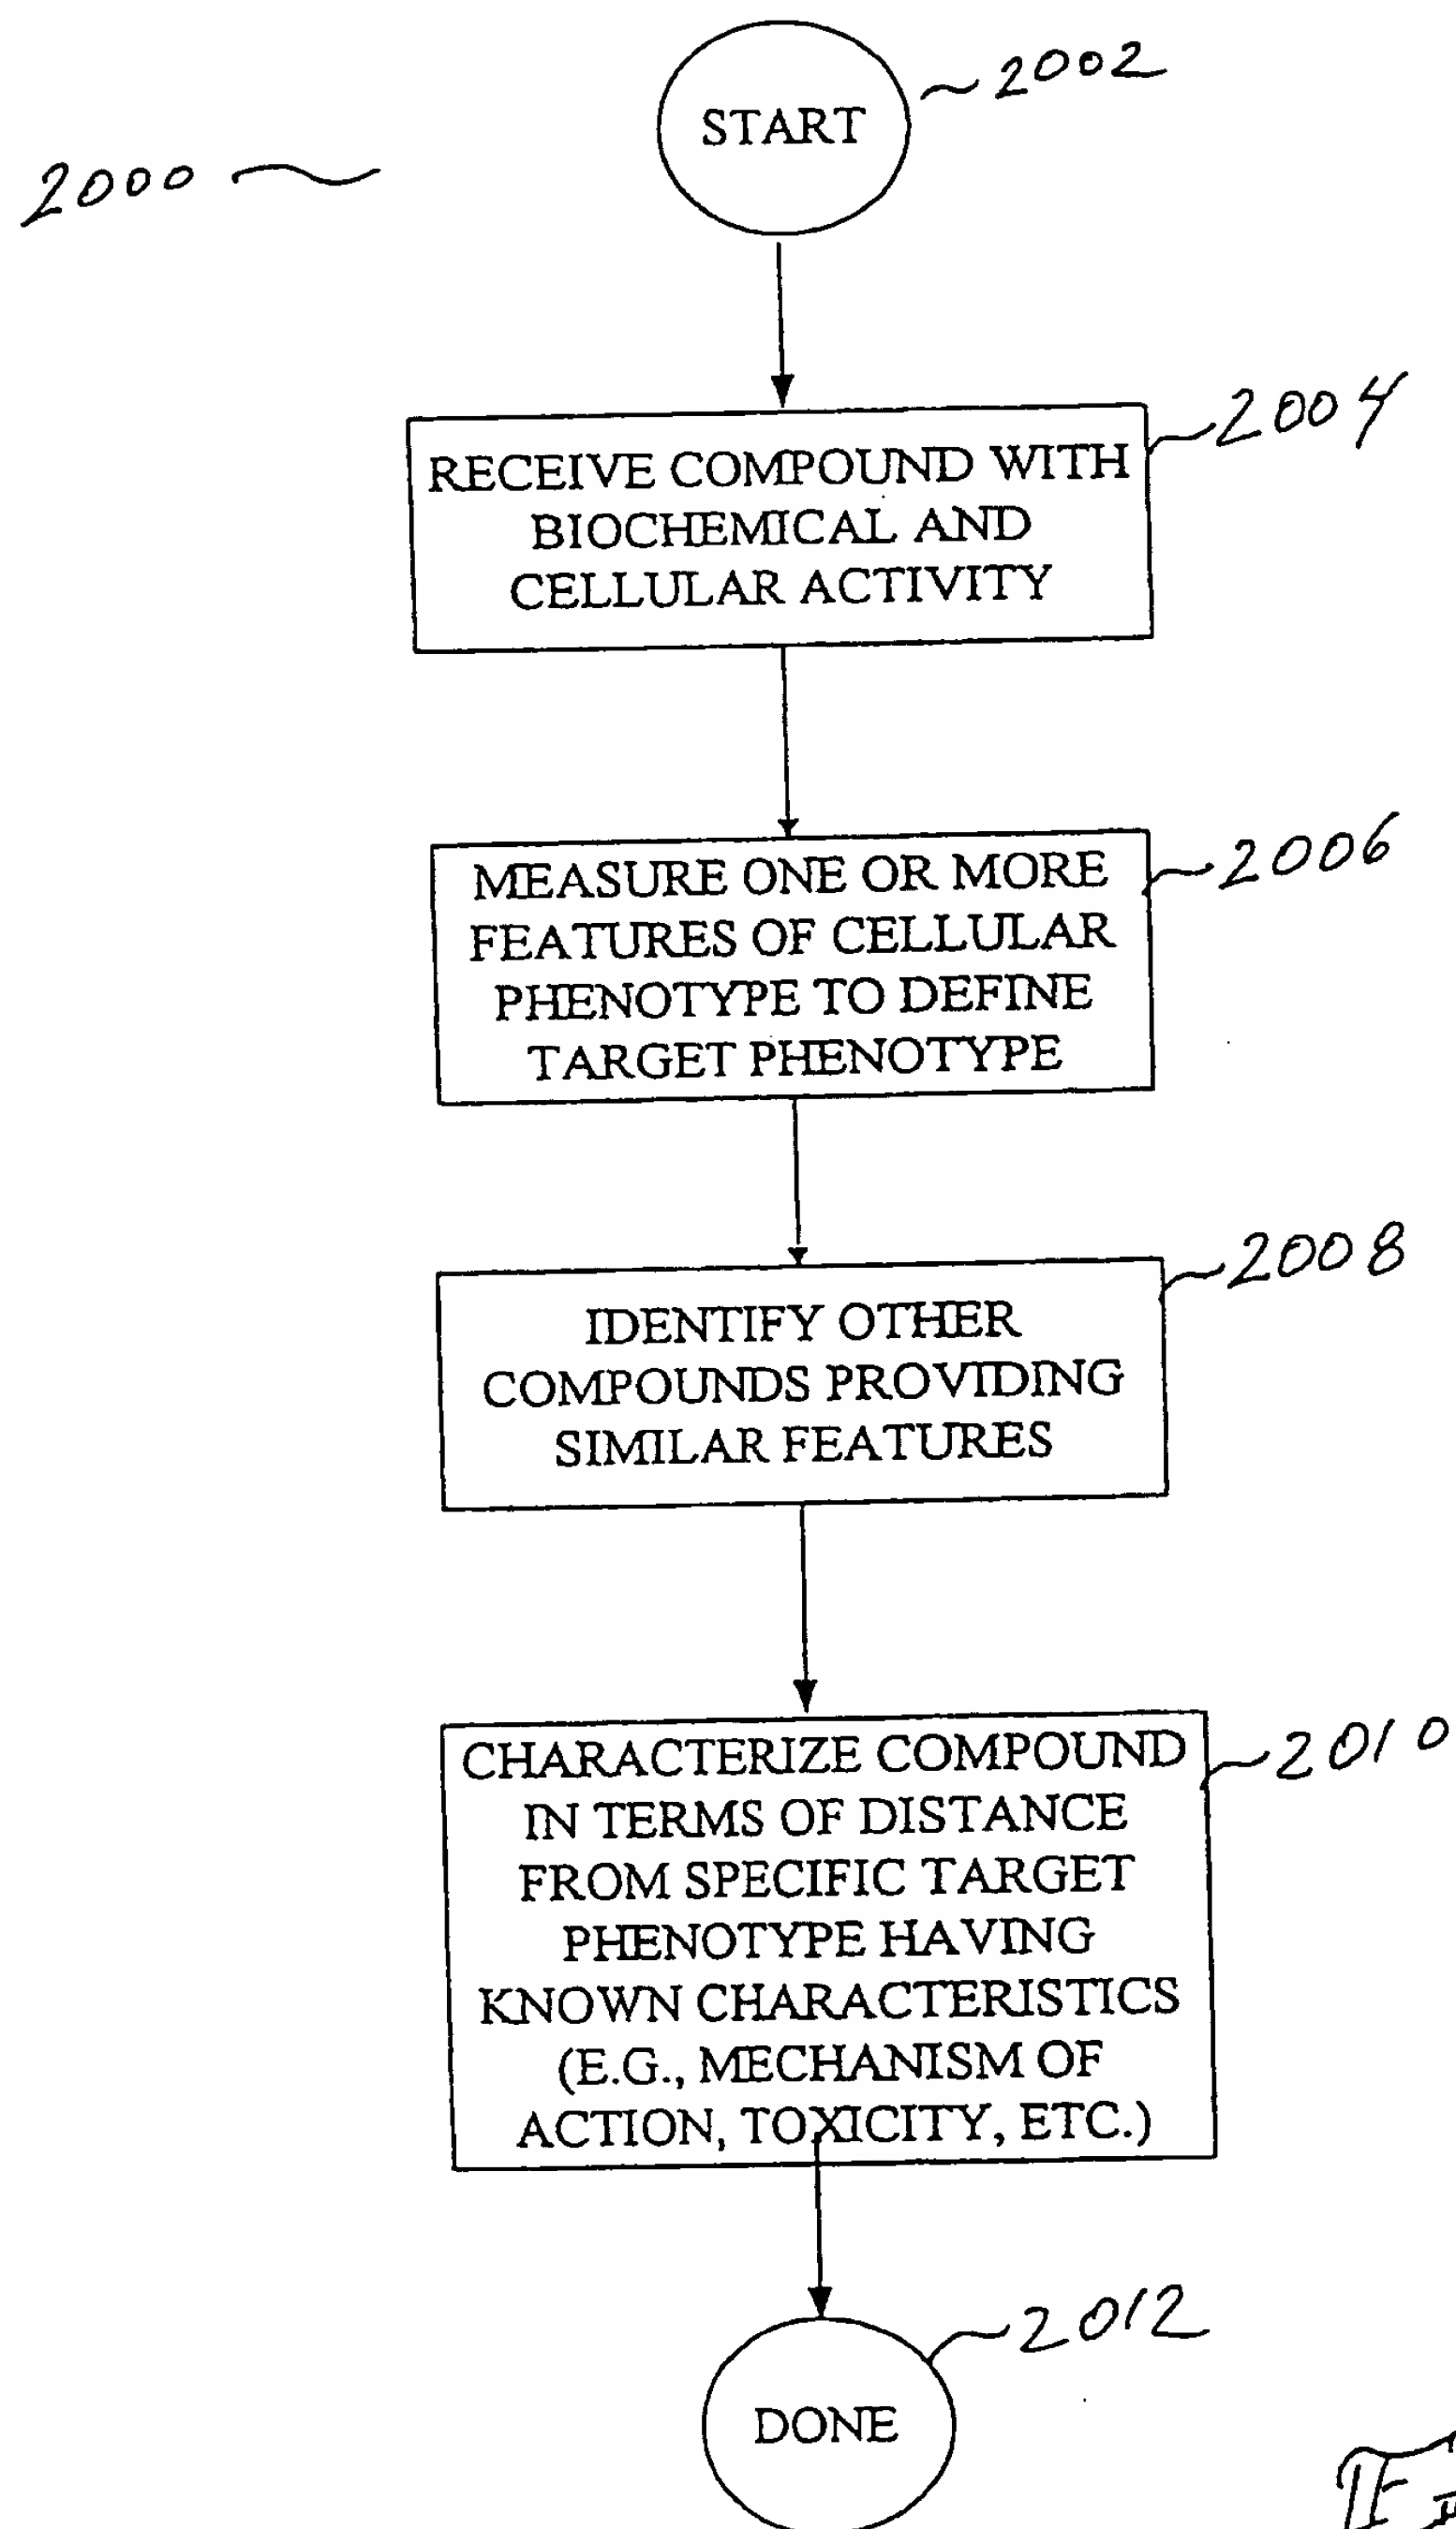 2002
START
2000
2004
RECEIVE COMPOUND WITH
BIOCHEMICAL AND
CELLULAR ACTIVITY
2006
MEASURE ONE OR MORE
FEATURES OF CELLULAR
PHENOTYPE TO DEFINE
TARGET PHENOTYPE
2008
IDENTIFY OTHER
COMPOUNDS PROVIDING
SIMILAR FEATURES
2010
CHARACTERIZE COMPOUND
IN TERMS OF DISTANCE
FROM SPECIFIC TARGET
PHENOTYPE HAVING
KNOWN CHARACTERISTICS
(E.G., MECHANISM OF
ACTION, TOXICITY, ETC.)
2012
DONE